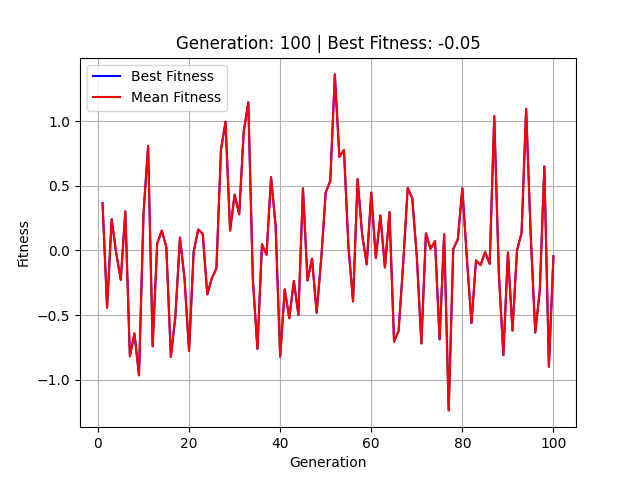 Generation: 100 | Best Fitness: -0.05
Best Fitness
Mean Fitness
1.0
0.5
0.0
−0.5
−1.0
Fitness
0 20 40 60 80 100
Generation